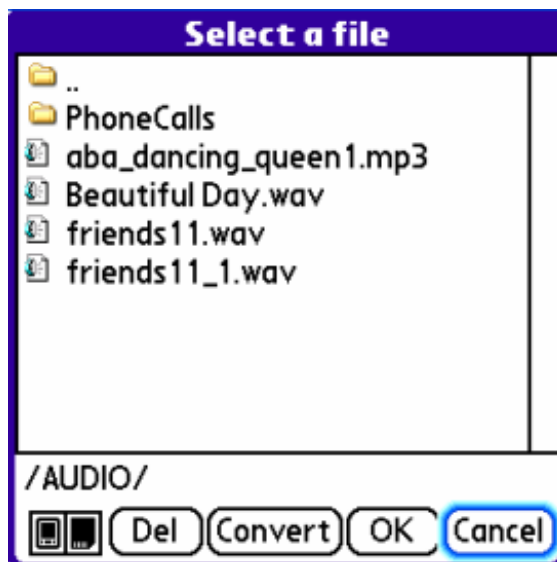 Select a file
..
PhoneCalls
aba_dancing_queen1.mp3
Beautiful Day.wav
friends11.wav
friends11_1.wav
/AUDIO/
Del Convert OK Cancel